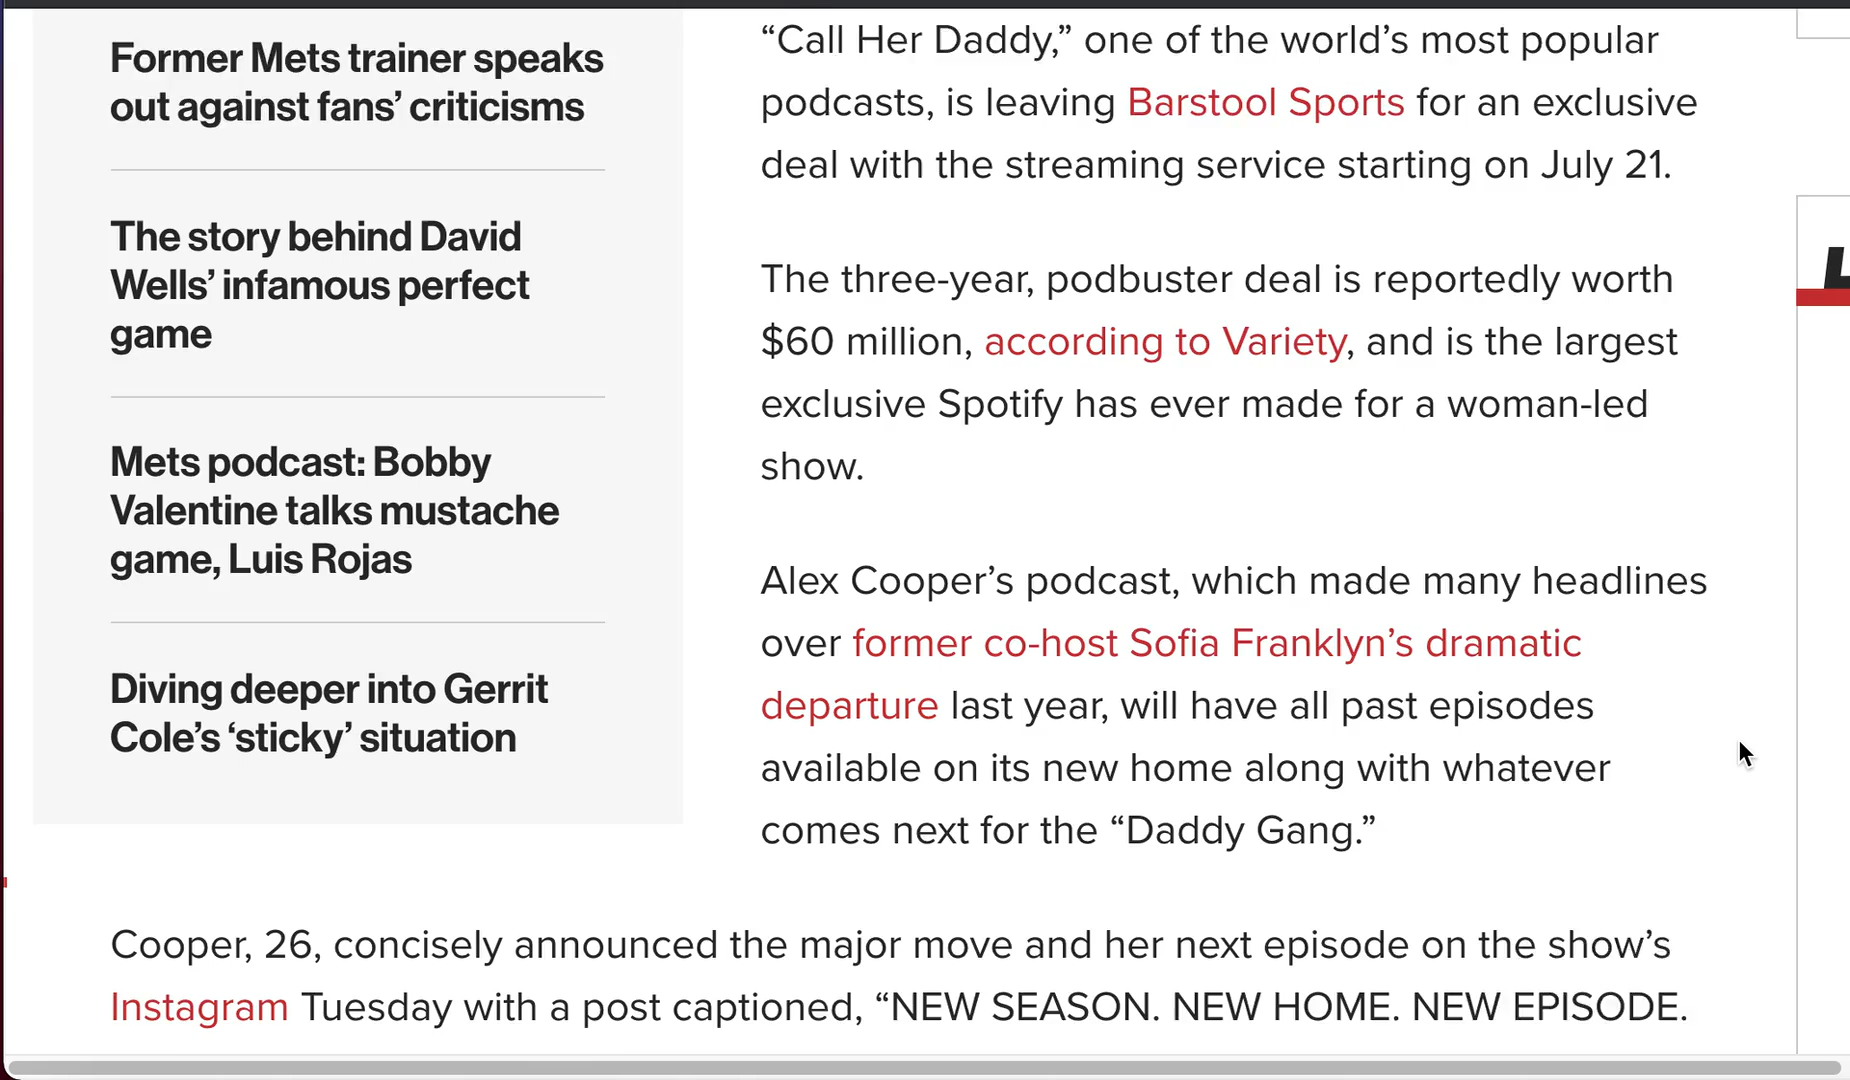 Former Mets trainer speaks
out against fans’ criticisms
The story behind David
Wells’ infamous perfect
game
Mets podcast: Bobby
Valentine talks mustache
game, Luis Rojas
Diving deeper into Gerrit
Cole’s ‘sticky’ situation
“Call Her Daddy,” one of the world’s most popular
podcasts, is leaving Barstool Sports for an exclusive
deal with the streaming service starting on July 21.
The three-year, podbuster deal is reportedly worth
$60 million, according to Variety, and is the largest
exclusive Spotify has ever made for a woman-led
show.
Alex Cooper’s podcast, which made many headlines
over former co-host Sofia Franklyn’s dramatic
departure last year, will have all past episodes
available on its new home along with whatever
comes next for the “Daddy Gang.”
Cooper, 26, concisely announced the major move and her next episode on the show’s
Instagram Tuesday with a post captioned, “NEW SEASON. NEW HOME. NEW EPISODE.